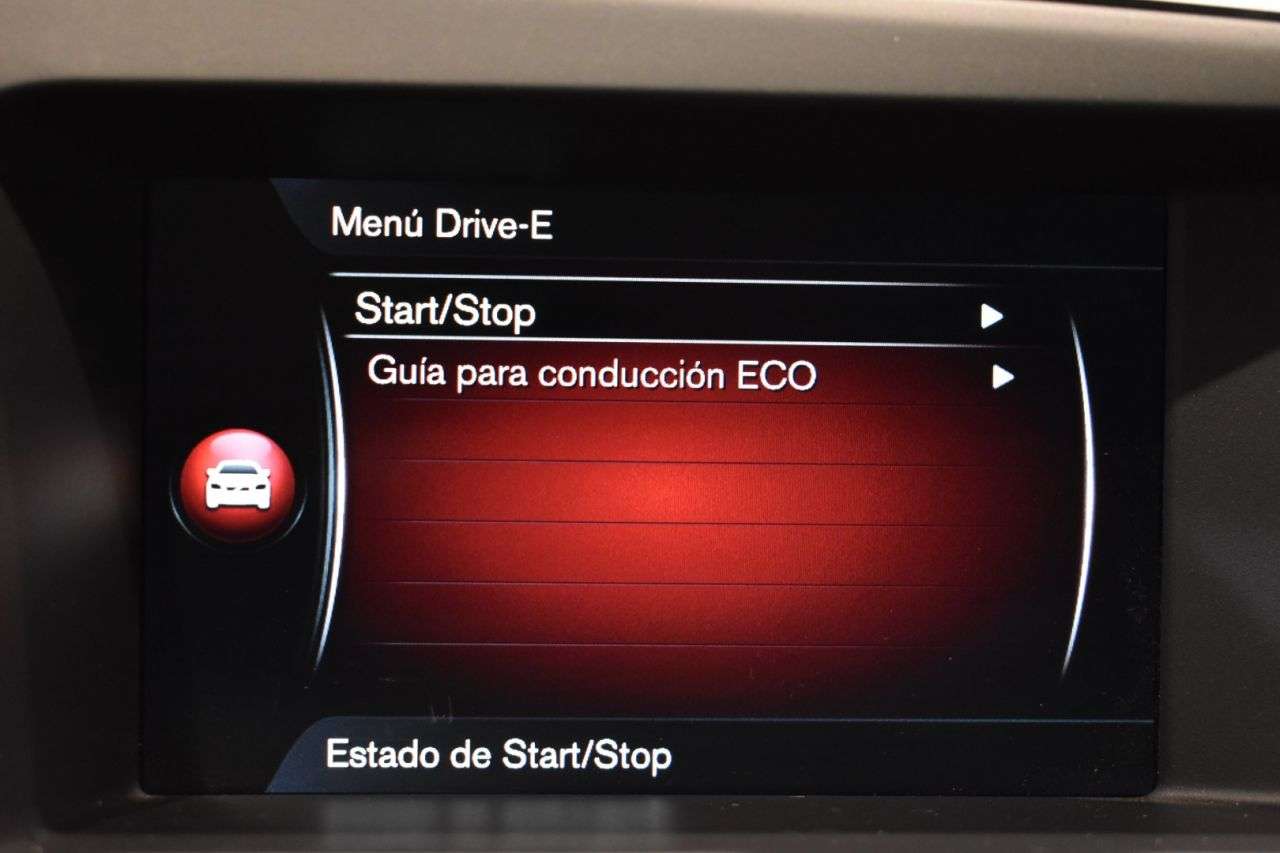 Menú Drive-E
Start/Stop
Guía para conducción ECO
Estado de Start/Stop